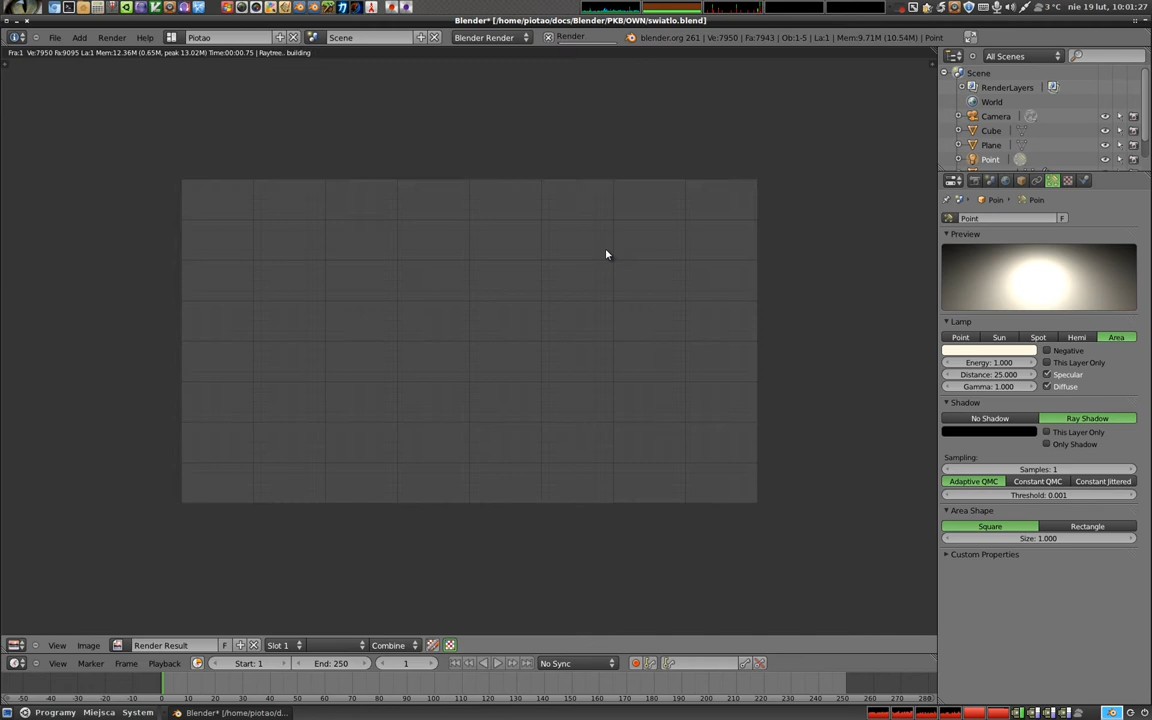 3°C nie 19 lut, 10:01:27
Blender* [/home/piotao/docs/Blender/PKB/OWN/swiatlo.blend]
File Add Render Help Piotao Scene Blender Render Render blender.org 261 | Ve:7950 | Fa:7943 | Ob:1-5 | La:1 | Mem:9.71M (10.54M) | Point
Fra:1 Ve:7950 Fa:9095 La:1 Mem:12.36M (0.65M, peak 13.02M) Time:00:00.75 | Raytree.. building
All Scenes
Scene
RenderLayers
World
Camera
Cube
Plane
Point
Poin Poin
Point F
Preview
Lamp
Point Sun Spot Hemi Area
Negative
Energy: 1.000 This Layer Only
Distance: 25.000 Specular
Gamma: 1.000 Diffuse
Shadow
No Shadow Ray Shadow
This Layer Only
Only Shadow
Sampling:
Samples: 1
Adaptive QMC Constant QMC Constant Jittered
Threshold: 0.001
Area Shape
Square Rectangle
Size: 1.000
Custom Properties
View Image Render Result F Slot 1 Combine
View Marker Frame Playback Start: 1 End: 250 1 No Sync
-50 -40 -30 -20 -10 0 10 20 30 40 50 60 70 80 90 100 110 120 130 140 150 160 170 180 190 200 210 220 230 240 250 260 270 280
Programy Miejsca System Blender* [/home/piotao/d...